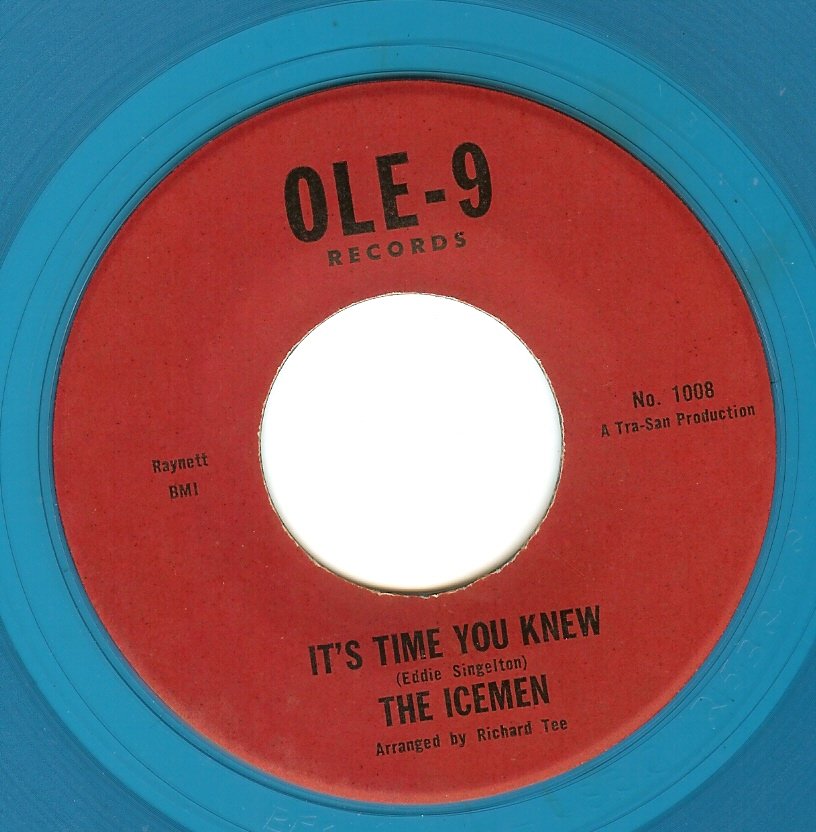 OLE-9
RECORDS
No. 1008
A Tra-San Production
Raynett
BMI
IT'S TIME YOU KNEW
(Eddie Singelton)
THE ICEMEN
Arranged by Richard Tee